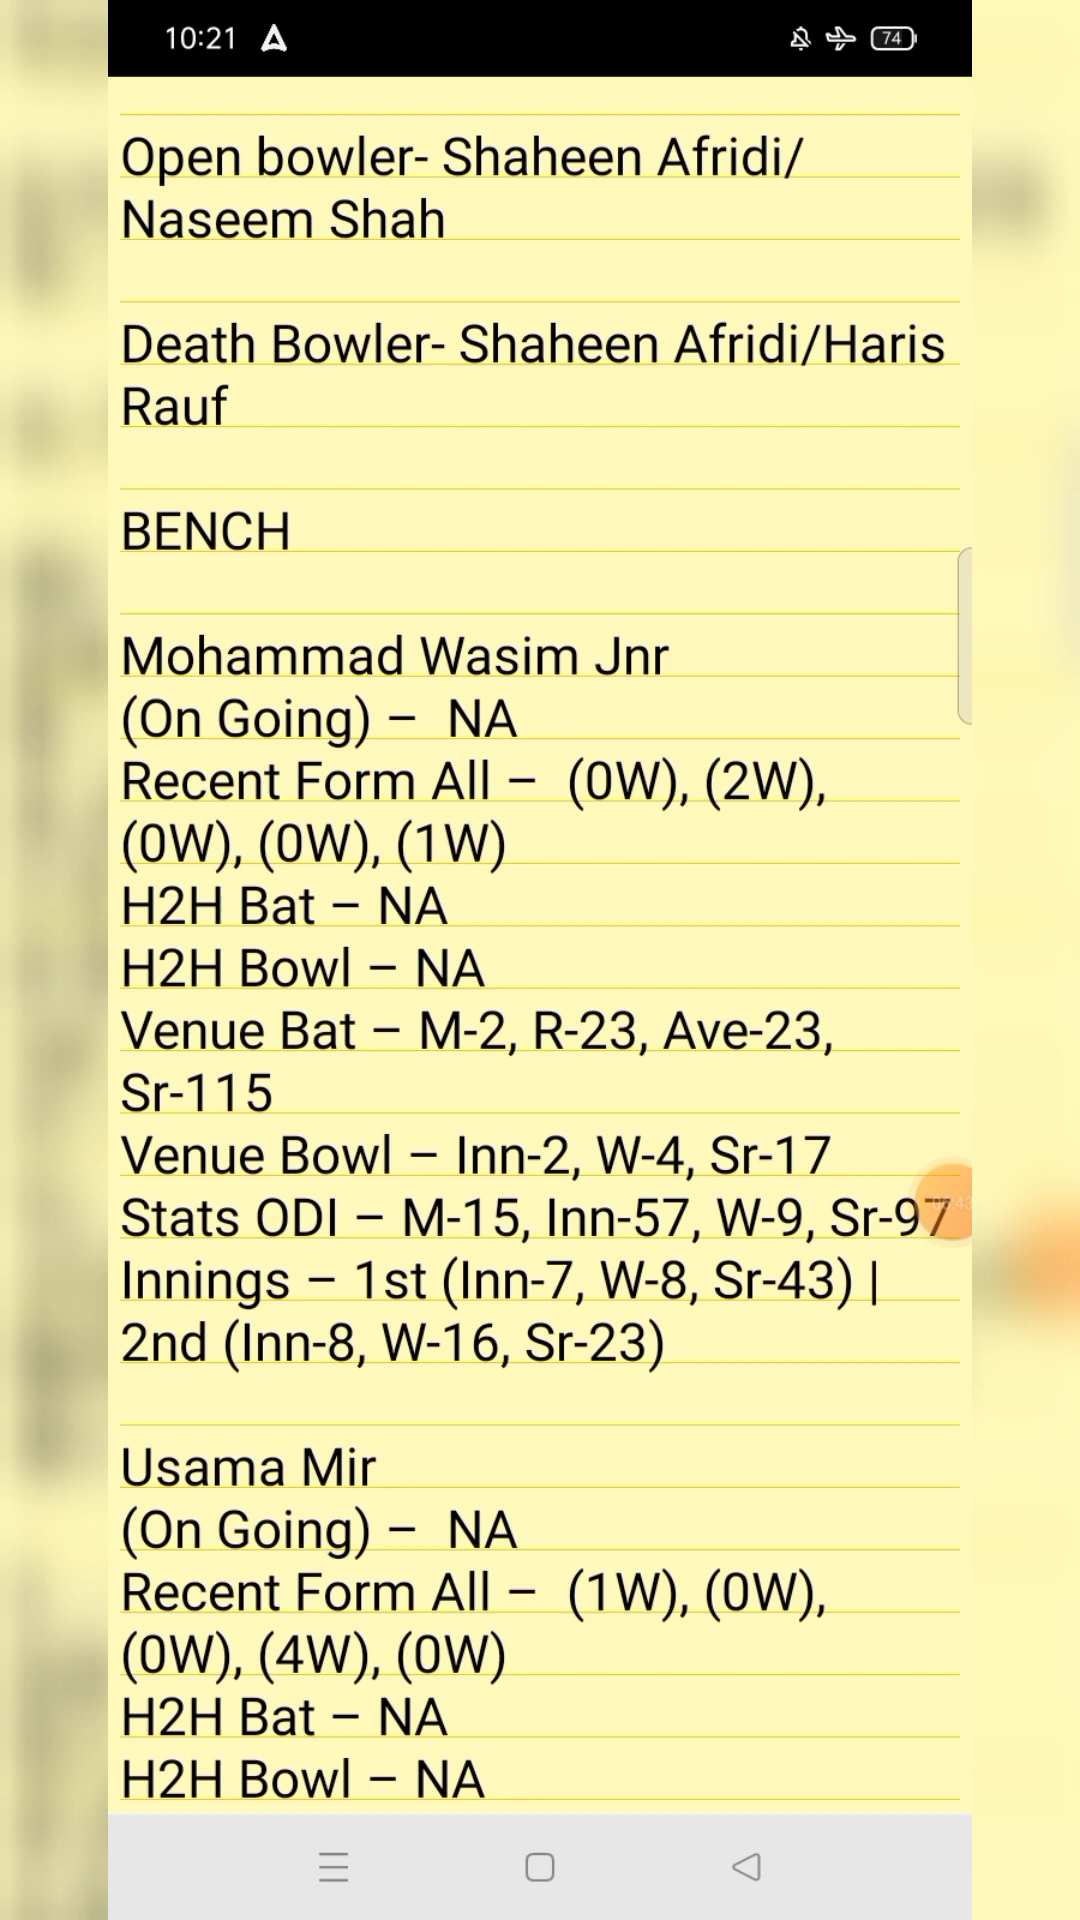 10:21
74
Open bowler- Shaheen Afridi/
Naseem Shah
Death Bowler- Shaheen Afridi/Haris
Rauf
BENCH
Mohammad Wasim Jnr
(On Going) –  NA
Recent Form All –  (0W), (2W),
(0W), (0W), (1W)
H2H Bat – NA
H2H Bowl – NA
Venue Bat – M-2, R-23, Ave-23,
Sr-115
Venue Bowl – Inn-2, W-4, Sr-17
Stats ODI – M-15, Inn-57, W-9, Sr-97
Innings – 1st (Inn-7, W-8, Sr-43) |
2nd (Inn-8, W-16, Sr-23)
Usama Mir
(On Going) –  NA
Recent Form All –  (1W), (0W),
(0W), (4W), (0W)
H2H Bat – NA
H2H Bowl – NA